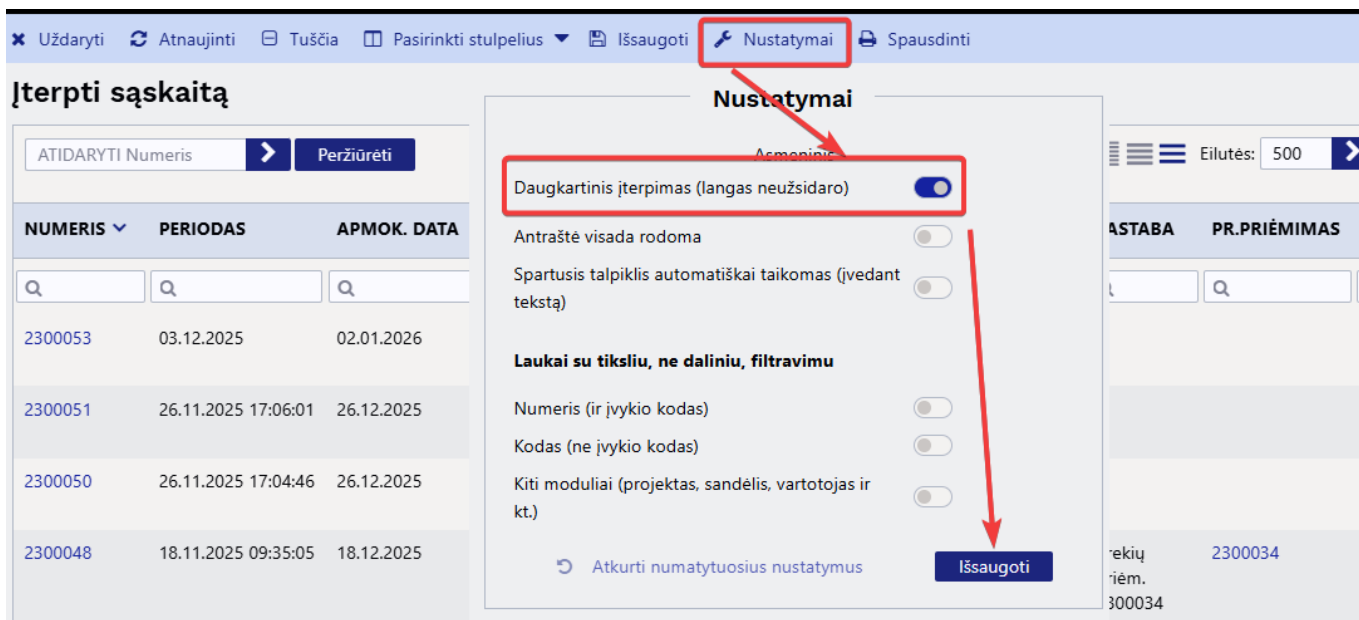 Uždaryti Atnaujinti Tuščia Pasirinkti stulpelius Išsaugoti Nustatymai Spausdinti
Įterpti sąskaitą
Nustatymai
ATIDARYTI Numeris Peržiūrėti
Eilutės: 500
Asmeninis
Daugkartinis įterpimas (langas neužsidaro)
NUMERIS PERIODAS APMOK. DATA
ASTABA PR.PRIĖMIMAS
Antraštė visada rodoma
Spartusis talpiklis automatiškai taikomas (įvedant
tekstą)
2300053 03.12.2025 02.01.2026
Laukai su tiksliu, ne daliniu, filtravimu
2300051 26.11.2025 17:06:01 26.12.2025
Numeris (ir įvykio kodas)
Kodas (ne įvykio kodas)
2300050 26.11.2025 17:04:46 26.12.2025
Kiti moduliai (projektas, sandėlis, vartotojas ir
kt.)
2300048 18.11.2025 09:35:05 18.12.2025
rekių 2300034
riėm.
300034
Atkurti numatytuosius nustatymus Išsaugoti